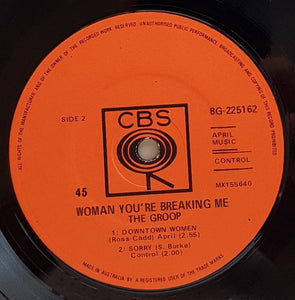 ALL RIGHTS OF THE MANUFACTURER AND OF THE OWNER OF THE RECORDED WORK RESERVED. UNAUTHORISED PUBLIC PERFORMANCE, BROADCASTING AND COPYING OF THIS RECORD PROHIBITED
SIDE 2
CBS
BG-225162
APRIL
MUSIC
CONTROL
45
MX155640
WOMAN YOU'RE BREAKING ME
THE GROOP
1: DOWNTOWN WOMEN
(Ross-Cadd) April (2.55)
2: SORRY (S. Burke)
Control (2.00)
MADE IN AUSTRALIA BY A REGISTERED USER OF THE TRADE MARKS